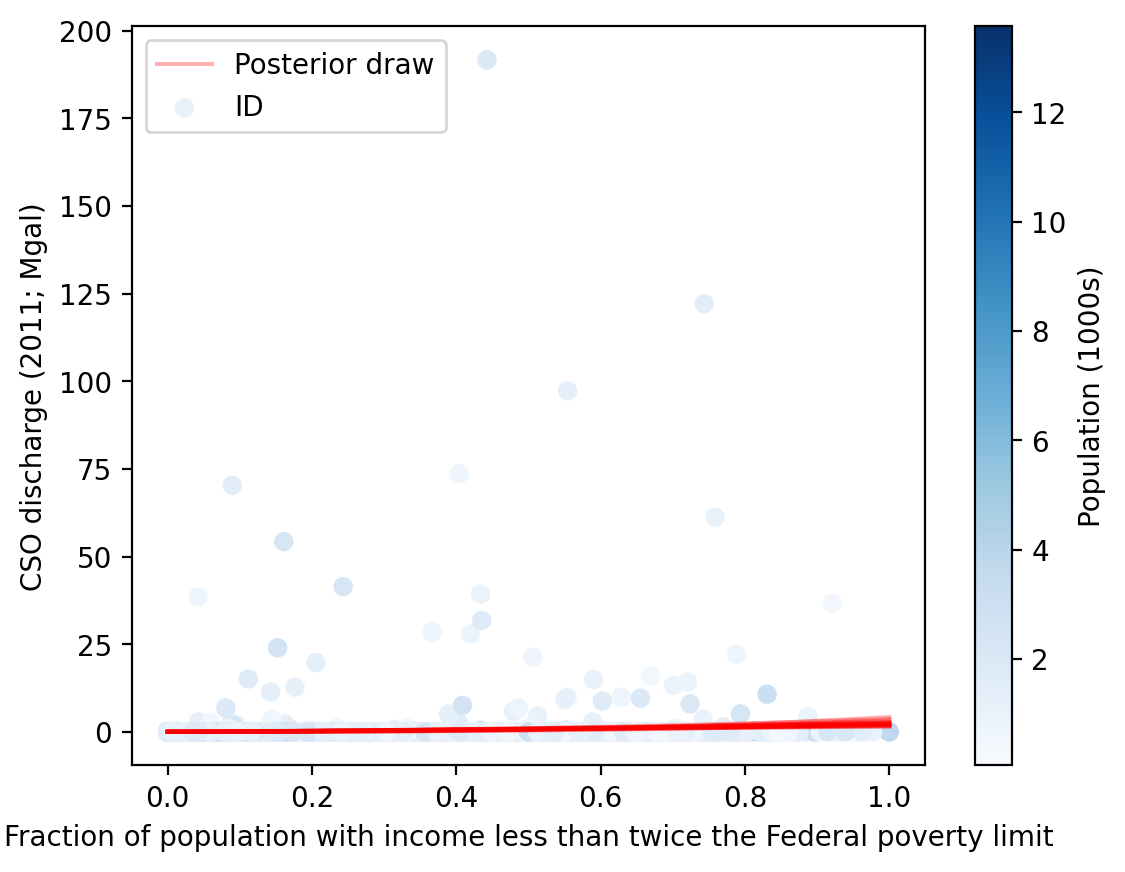 200
175
150
125
100
75
50
25
0
CSO discharge (2011; Mgal)
Posterior draw
ID
0.0 0.2 0.4 0.6 0.8 1.0
Fraction of population with income less than twice the Federal poverty limit
12
10
8
6
4
2
Population (1000s)